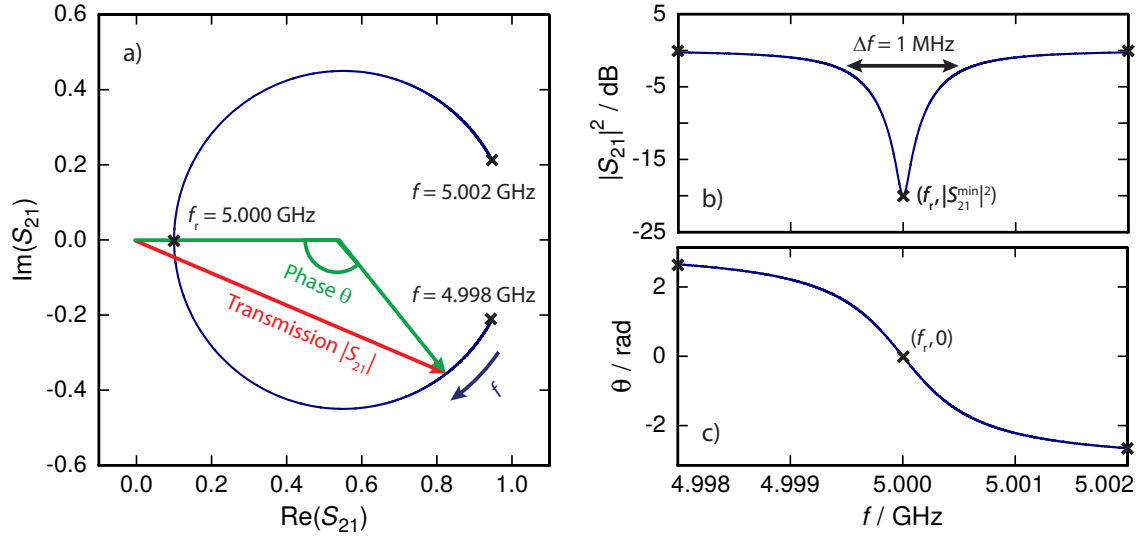 a)
0.6
0.4
0.2
0.0
-0.2
-0.4
-0.6
Im(S21)
0.0 0.2 0.4 0.6 0.8 1.0
Re(S21)
f = 5.002 GHz
fr = 5.000 GHz
f = 4.998 GHz
Phase θ
Transmission |S21|
f
b)
5
-5
-15
-25
|S21|² / dB
Δf = 1 MHz
(fr, |S21min|²)
c)
2
0
-2
θ / rad
(fr, 0)
4.998 4.999 5.000 5.001 5.002
f / GHz